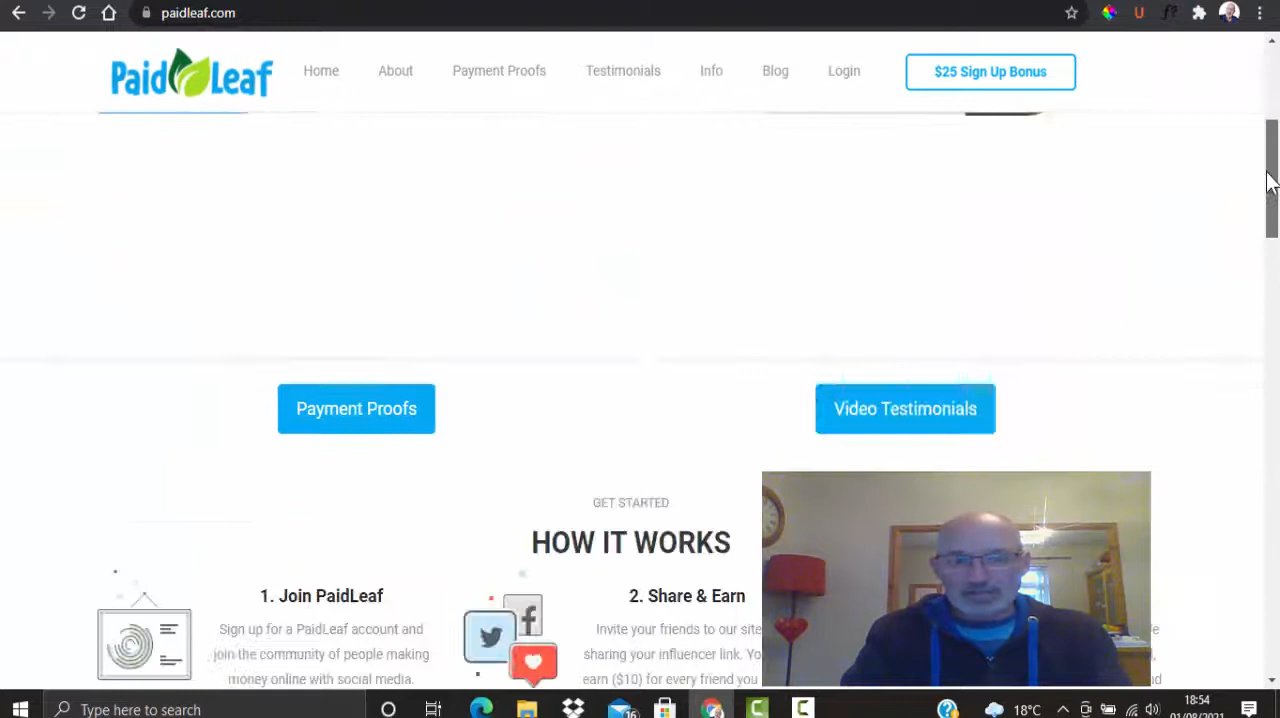 paidleaf.com
Paid Leaf
Home
About
Payment Proofs
Testimonials
Info
Blog
Login
$25 Sign Up Bonus
Payment Proofs
Video Testimonials
GET STARTED
HOW IT WORKS
1. Join PaidLeaf
Sign up for a PaidLeaf account and
join the community of people making
money online with social media.
2. Share & Earn
Invite your friends to our site
sharing your influencer link. Yo
earn ($10) for every friend you
Type here to search
16
18°C
18:54
01/08/2021